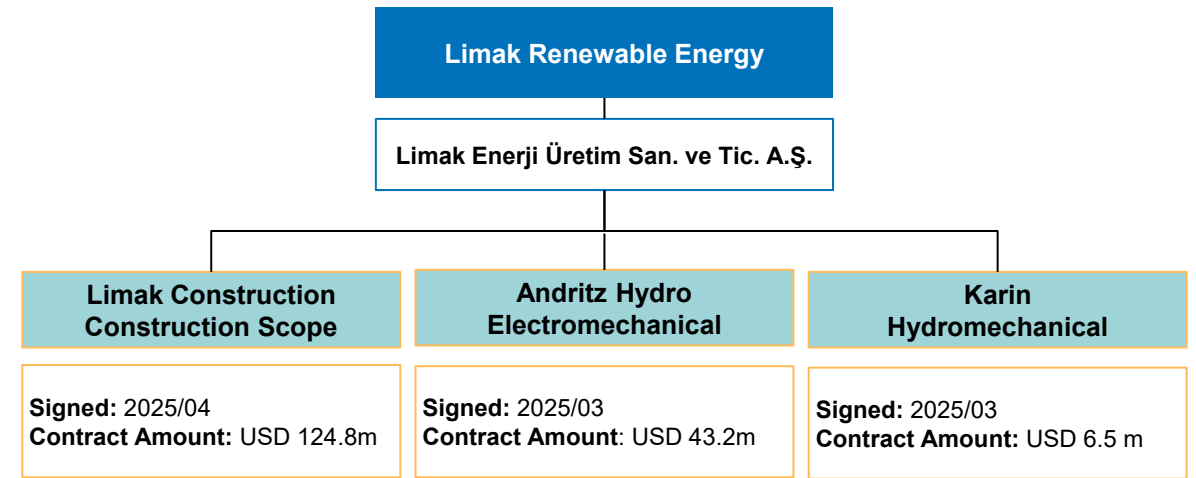 Limak Renewable Energy
Limak Enerji Üretim San. ve Tic. A.Ş.
Limak Construction
Construction Scope
Signed: 2025/04
Contract Amount: USD 124.8m
Andritz Hydro
Electromechanical
Signed: 2025/03
Contract Amount: USD 43.2m
Karin
Hydromechanical
Signed: 2025/03
Contract Amount: USD 6.5 m